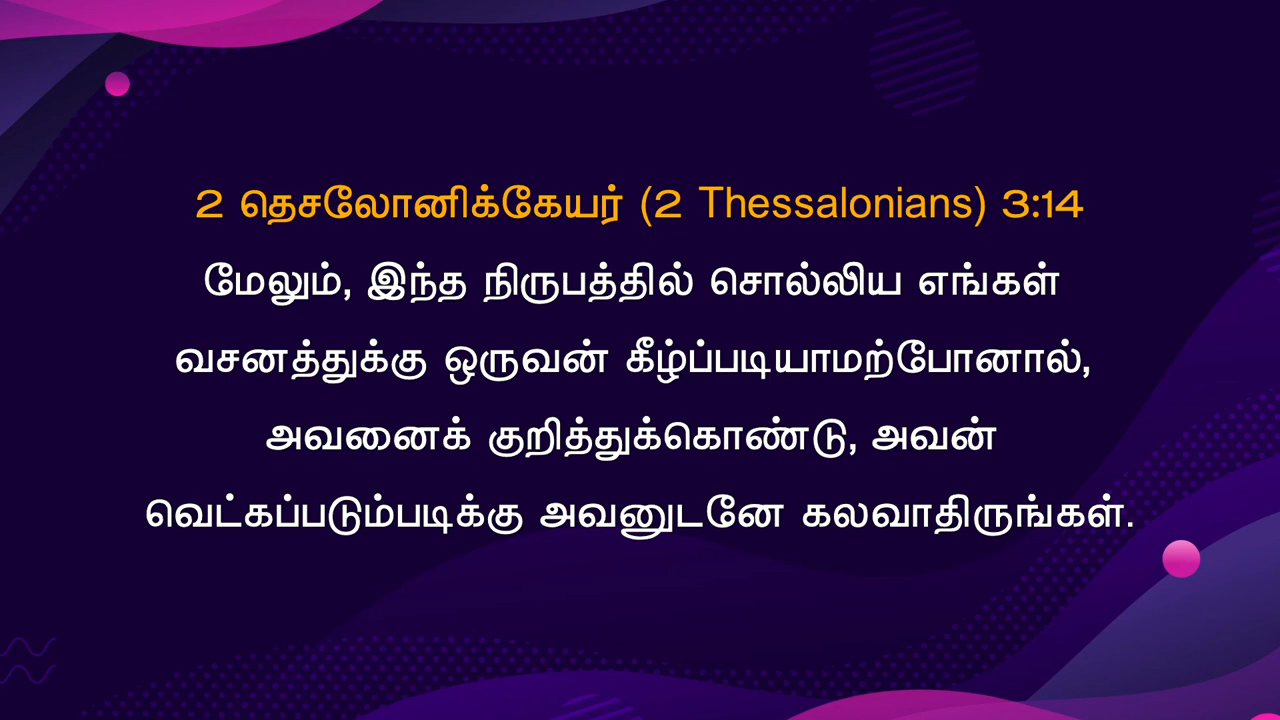 2 தெசலோனிக்கேயர் (2 Thessalonians) 3:14
மேலும், இந்த நிருபத்தில் சொல்லிய எங்கள்
வசனத்துக்கு ஒருவன் கீழ்ப்படியாமற்போனால்,
அவனைக் குறித்துக்கொண்டு, அவன்
வெட்கப்படும்படிக்கு அவனுடனே கலவாதிருங்கள்.